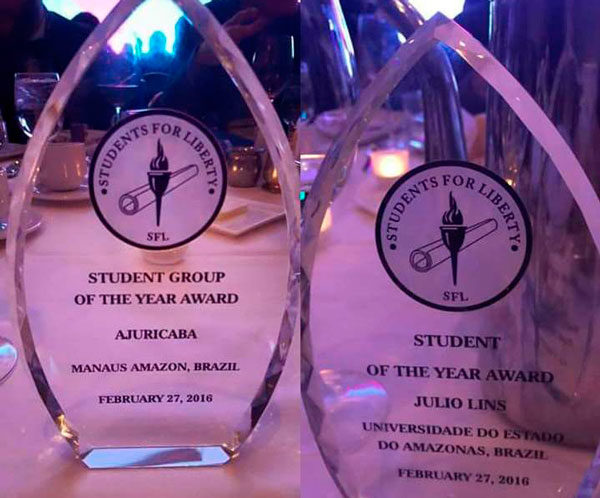 STUDENTS FOR LIBERTY
SFL
STUDENT GROUP
OF THE YEAR AWARD
AJURICABA
MANAUS AMAZON, BRAZIL
FEBRUARY 27, 2016
STUDENTS FOR LIBERTY
SFL
STUDENT
OF THE YEAR AWARD
JULIO LINS
UNIVERSIDADE DO ESTADO
DO AMAZONAS, BRAZIL
FEBRUARY 27, 2016